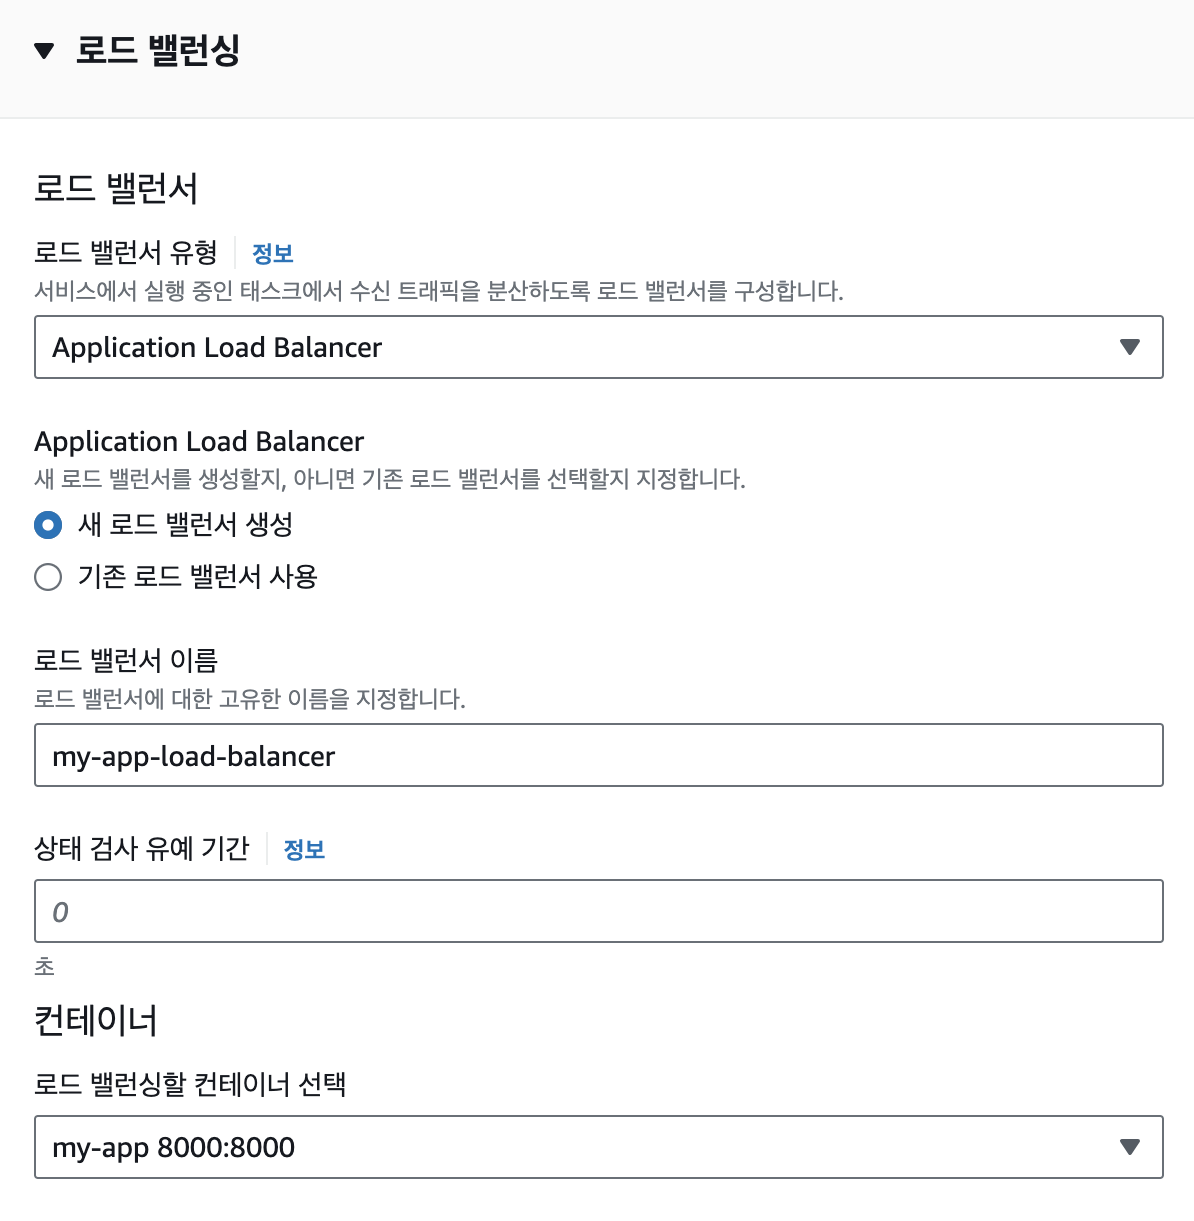 로드 밸런싱
로드 밸런서
로드 밸런서 유형 정보
서비스에서 실행 중인 태스크에서 수신 트래픽을 분산하도록 로드 밸런서를 구성합니다.
Application Load Balancer
Application Load Balancer
새 로드 밸런서를 생성할지, 아니면 기존 로드 밸런서를 선택할지 지정합니다.
새 로드 밸런서 생성
기존 로드 밸런서 사용
로드 밸런서 이름
로드 밸런서에 대한 고유한 이름을 지정합니다.
my-app-load-balancer
상태 검사 유예 기간 정보
0
초
컨테이너
로드 밸런싱할 컨테이너 선택
my-app 8000:8000